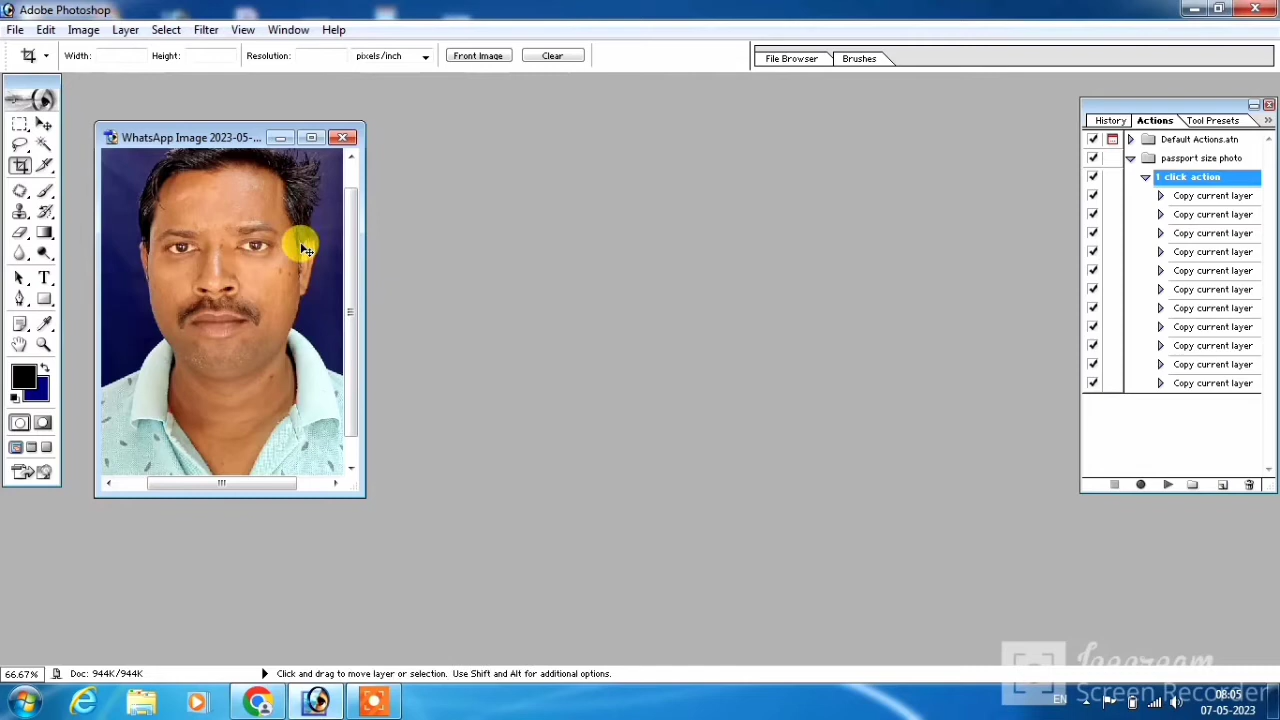 Adobe Photoshop
File Edit Image Layer Select Filter View Window Help
Width: Height: Resolution: pixels/inch Front Image Clear File Browser Brushes
WhatsApp Image 2023-05-...
History Actions Tool Presets
Default Actions.atn
passport size photo
1 click action
Copy current layer
Copy current layer
Copy current layer
Copy current layer
Copy current layer
Copy current layer
Copy current layer
Copy current layer
Copy current layer
Copy current layer
Copy current layer
66.67% Doc: 944K/944K Click and drag to move layer or selection. Use Shift and Alt for additional options.
Icecream
Screen Recorder
EN 08:05
07-05-2023